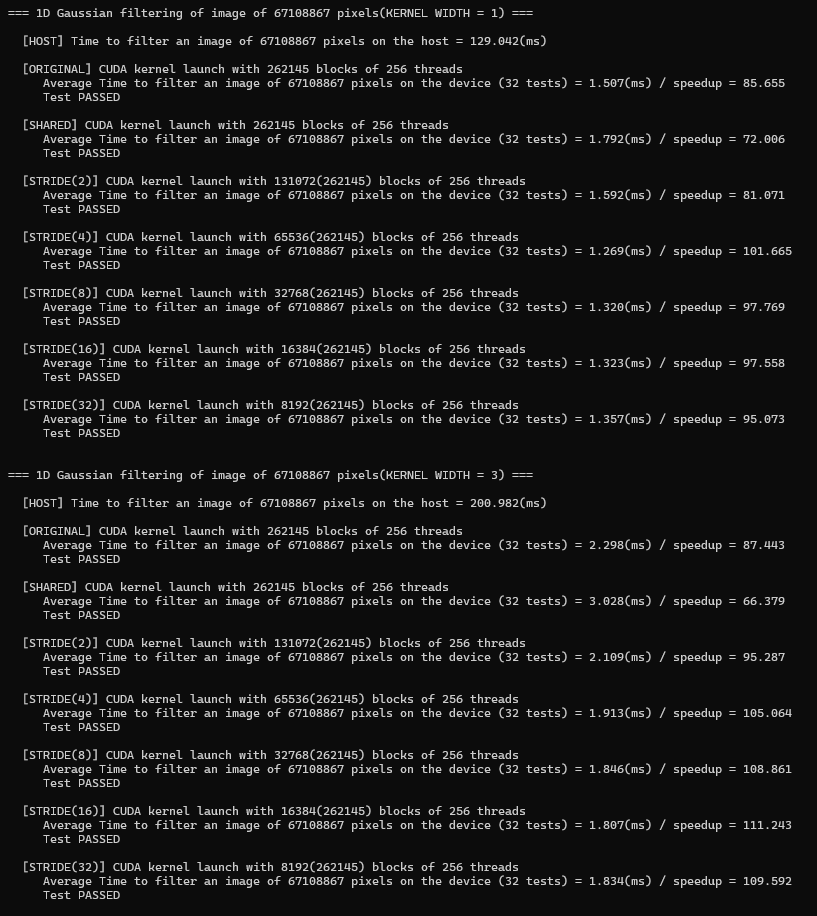 === 1D Gaussian filtering of image of 67108867 pixels(KERNEL WIDTH = 1) ===
[HOST] Time to filter an image of 67108867 pixels on the host = 129.042(ms)
[ORIGINAL] CUDA kernel launch with 262145 blocks of 256 threads
Average Time to filter an image of 67108867 pixels on the device (32 tests) = 1.507(ms) / speedup = 85.655
Test PASSED
[SHARED] CUDA kernel launch with 262145 blocks of 256 threads
Average Time to filter an image of 67108867 pixels on the device (32 tests) = 1.792(ms) / speedup = 72.006
Test PASSED
[STRIDE(2)] CUDA kernel launch with 131072(262145) blocks of 256 threads
Average Time to filter an image of 67108867 pixels on the device (32 tests) = 1.592(ms) / speedup = 81.071
Test PASSED
[STRIDE(4)] CUDA kernel launch with 65536(262145) blocks of 256 threads
Average Time to filter an image of 67108867 pixels on the device (32 tests) = 1.269(ms) / speedup = 101.665
Test PASSED
[STRIDE(8)] CUDA kernel launch with 32768(262145) blocks of 256 threads
Average Time to filter an image of 67108867 pixels on the device (32 tests) = 1.320(ms) / speedup = 97.769
Test PASSED
[STRIDE(16)] CUDA kernel launch with 16384(262145) blocks of 256 threads
Average Time to filter an image of 67108867 pixels on the device (32 tests) = 1.323(ms) / speedup = 97.558
Test PASSED
[STRIDE(32)] CUDA kernel launch with 8192(262145) blocks of 256 threads
Average Time to filter an image of 67108867 pixels on the device (32 tests) = 1.357(ms) / speedup = 95.073
Test PASSED
=== 1D Gaussian filtering of image of 67108867 pixels(KERNEL WIDTH = 3) ===
[HOST] Time to filter an image of 67108867 pixels on the host = 200.982(ms)
[ORIGINAL] CUDA kernel launch with 262145 blocks of 256 threads
Average Time to filter an image of 67108867 pixels on the device (32 tests) = 2.298(ms) / speedup = 87.443
Test PASSED
[SHARED] CUDA kernel launch with 262145 blocks of 256 threads
Average Time to filter an image of 67108867 pixels on the device (32 tests) = 3.028(ms) / speedup = 66.379
Test PASSED
[STRIDE(2)] CUDA kernel launch with 131072(262145) blocks of 256 threads
Average Time to filter an image of 67108867 pixels on the device (32 tests) = 2.109(ms) / speedup = 95.287
Test PASSED
[STRIDE(4)] CUDA kernel launch with 65536(262145) blocks of 256 threads
Average Time to filter an image of 67108867 pixels on the device (32 tests) = 1.913(ms) / speedup = 105.064
Test PASSED
[STRIDE(8)] CUDA kernel launch with 32768(262145) blocks of 256 threads
Average Time to filter an image of 67108867 pixels on the device (32 tests) = 1.846(ms) / speedup = 108.861
Test PASSED
[STRIDE(16)] CUDA kernel launch with 16384(262145) blocks of 256 threads
Average Time to filter an image of 67108867 pixels on the device (32 tests) = 1.807(ms) / speedup = 111.243
Test PASSED
[STRIDE(32)] CUDA kernel launch with 8192(262145) blocks of 256 threads
Average Time to filter an image of 67108867 pixels on the device (32 tests) = 1.834(ms) / speedup = 109.592
Test PASSED